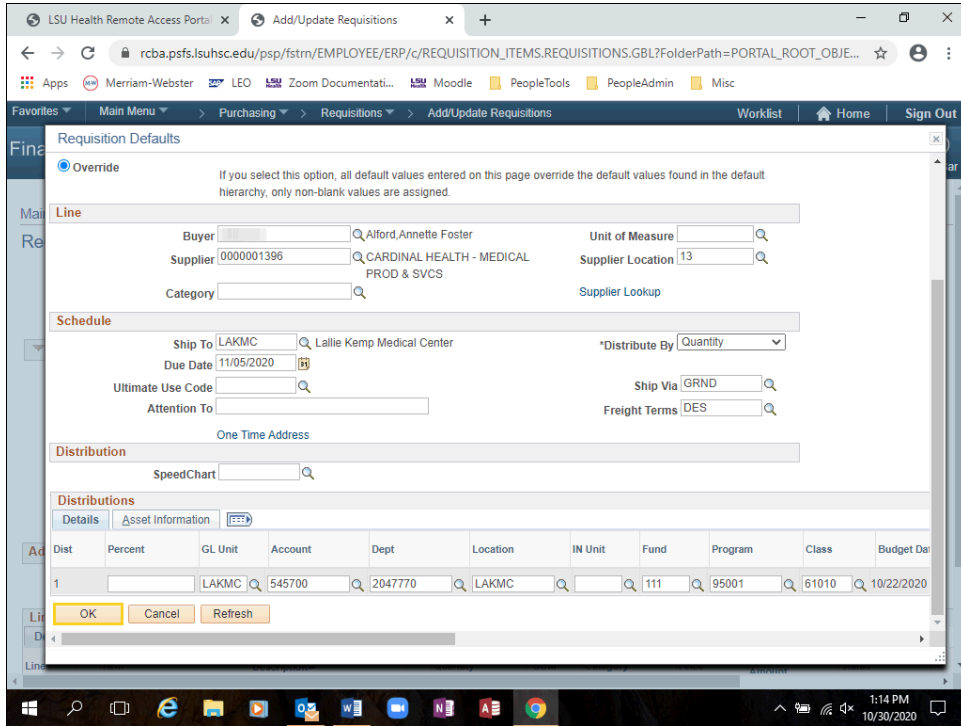 LSU Health Remote Access Portal
Add/Update Requisitions
rcba.psfs.lsuhsc.edu/psp/fstrn/EMPLOYEE/ERP/c/REQUISITION_ITEMS.REQUISITIONS.GBL?FolderPath=PORTAL_ROOT_OBJE...
Apps Merriam-Webster LEO Zoom Documentati... Moodle PeopleTools PeopleAdmin Misc
Favorites Main Menu > Purchasing > Requisitions > Add/Update Requisitions Worklist Home Sign Out
Fina
Requisition Defaults
Override
If you select this option, all default values entered on this page override the default values found in the default
hierarchy, only non-blank values are assigned.
Mai
Line
Re
Buyer Alford,Annette Foster Unit of Measure
Supplier 0000001396 CARDINAL HEALTH - MEDICAL PROD & SVCS Supplier Location 13
Category Supplier Lookup
Schedule
Ship To LAKMC Lallie Kemp Medical Center *Distribute By Quantity
Due Date 11/05/2020
Ultimate Use Code Ship Via GRND
Attention To Freight Terms DES
One Time Address
Distribution
SpeedChart
Distributions
Details Asset Information
Ad
Dist Percent GL Unit Account Dept Location IN Unit Fund Program Class Budget Dat
1 LAKMC 545700 2047770 LAKMC 111 95001 61010 10/22/2020
OK Cancel Refresh
Lin
Line
1:14 PM
10/30/2020